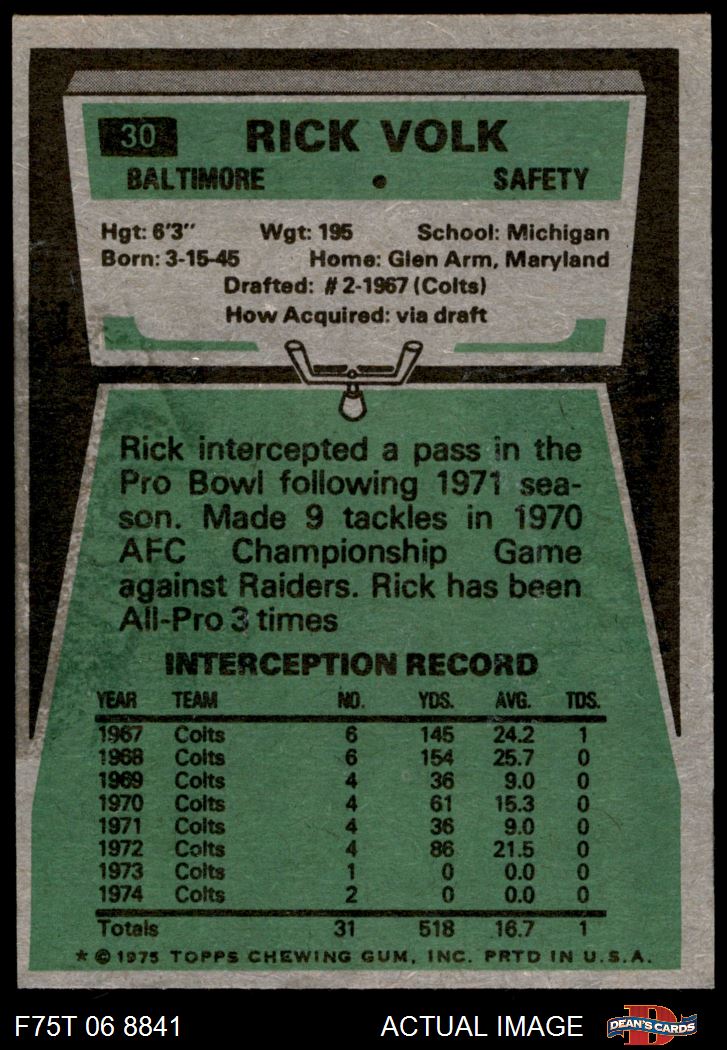 30 RICK VOLK
BALTIMORE • SAFETY
Hgt: 6'3" Wgt: 195 School: Michigan
Born: 3-15-45 Home: Glen Arm, Maryland
Drafted: #2-1967 (Colts)
How Acquired: via draft
Rick intercepted a pass in the
Pro Bowl following 1971 sea-
son. Made 9 tackles in 1970
AFC Championship Game
against Raiders. Rick has been
All-Pro 3 times
INTERCEPTION RECORD
YEAR TEAM NO. YDS. AVG. TDS.
1967 Colts 6 145 24.2 1
1968 Colts 6 154 25.7 0
1969 Colts 4 36 9.0 0
1970 Colts 4 61 15.3 0
1971 Colts 4 36 9.0 0
1972 Colts 4 86 21.5 0
1973 Colts 1 0 0.0 0
1974 Colts 2 0 0.0 0
Totals 31 518 16.7 1
★ © 1975 TOPPS CHEWING GUM, INC. PRTD IN U.S.A.
F75T 06 8841 ACTUAL IMAGE D DEAN'S CARDS